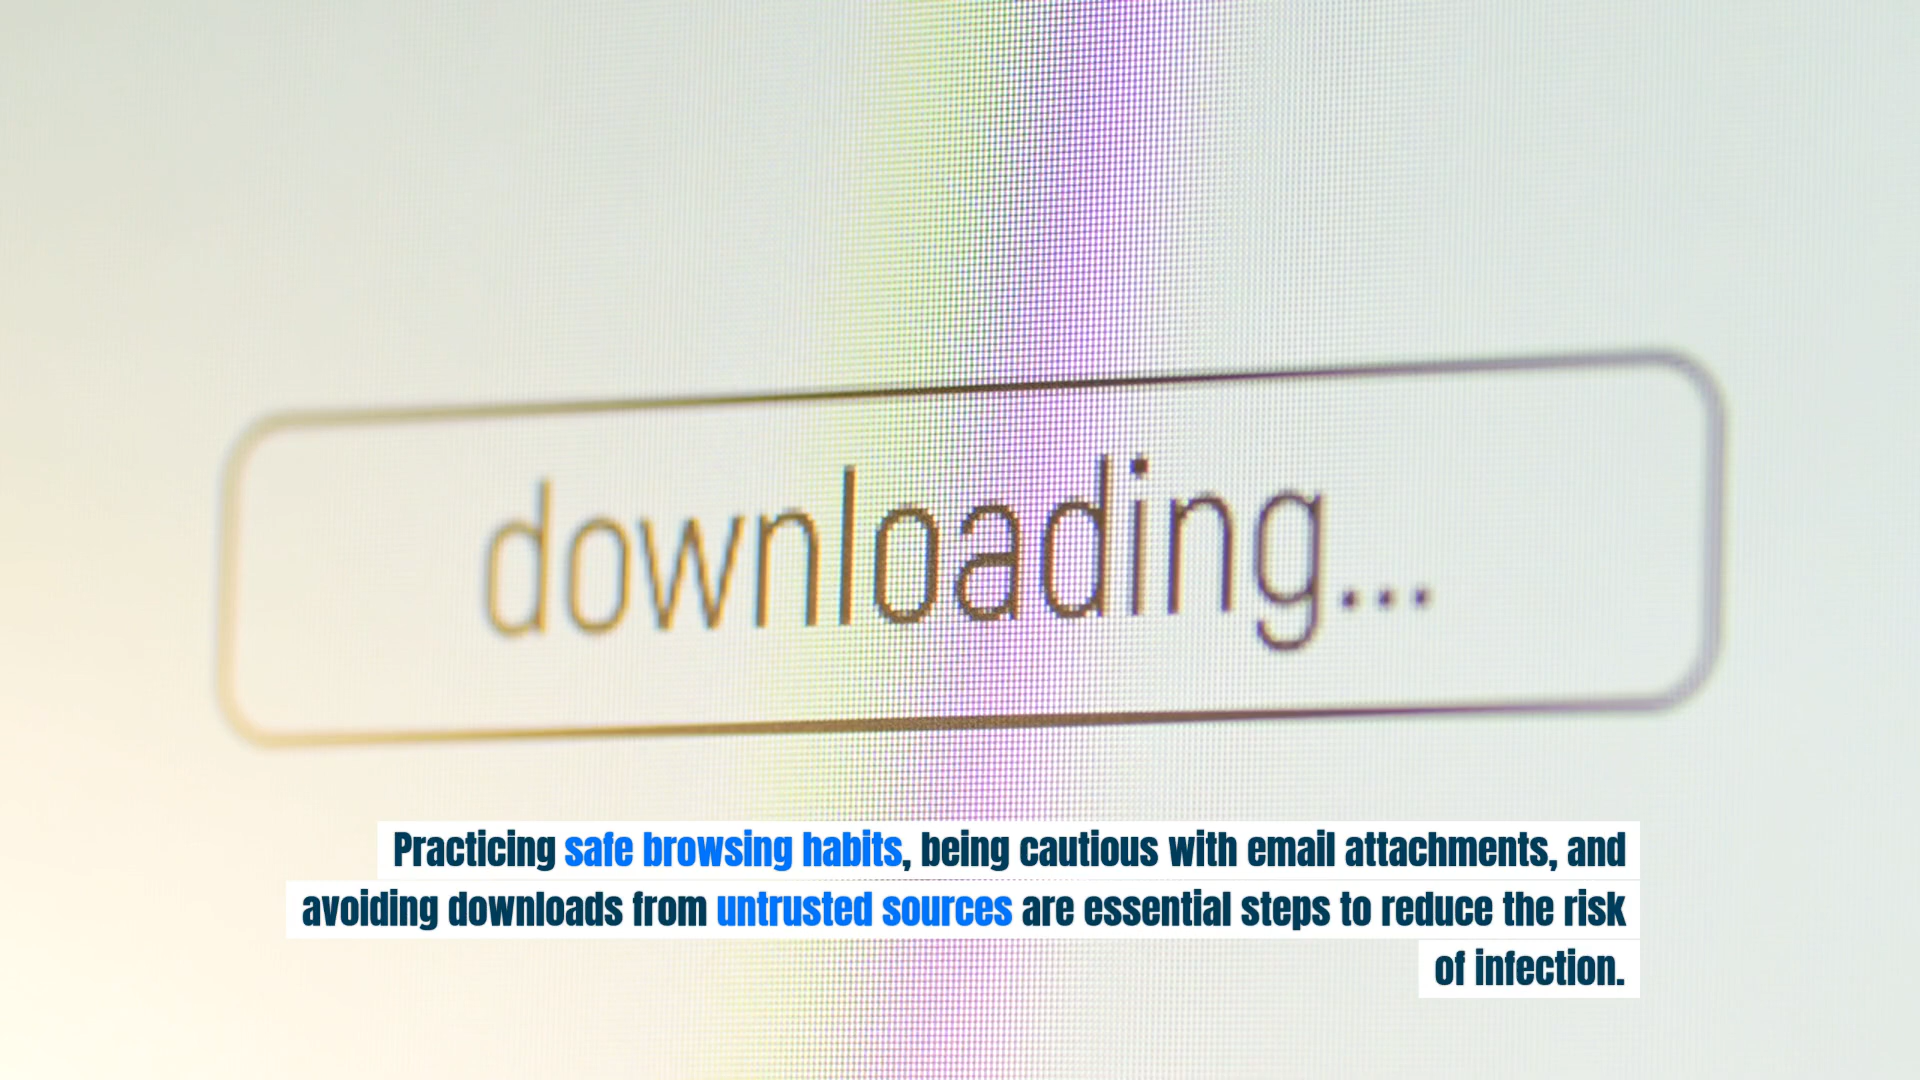 downloading...
Practicing safe browsing habits, being cautious with email attachments, and
avoiding downloads from untrusted sources are essential steps to reduce the risk
of infection.